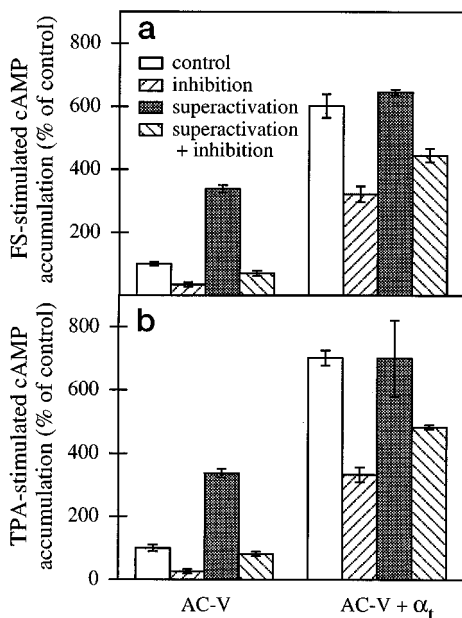 a
control
inhibition
superactivation
superactivation
+ inhibition
FS-stimulated cAMP
accumulation (% of control)
800
600
400
200
b
TPA-stimulated cAMP
accumulation (% of control)
800
600
400
200
0
AC-V
AC-V + αt